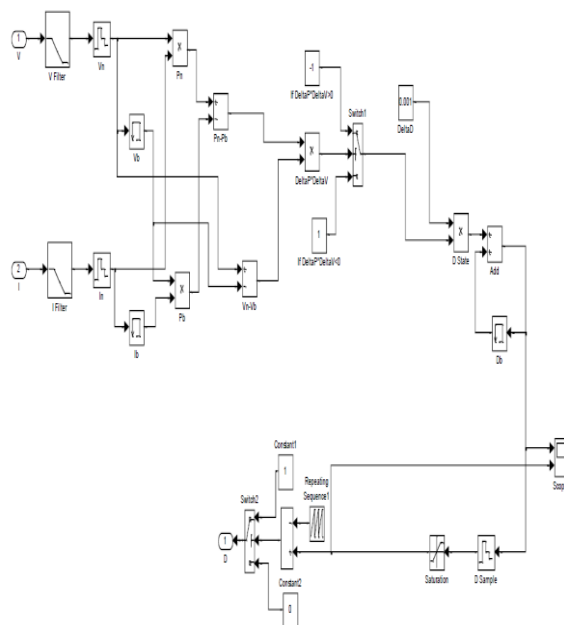 1
V
V Filter
Vn
X
Pn
Vb
Pn-Pb
-1
If DeltaP*DeltaV>0
Switch1
0.001
DeltaD
X
DeltaP*DeltaV
1
If DeltaP*DeltaV<0
X
D State
Add
2
I
I Filter
In
Ib
X
Pb
Vn-Vb
Db
Scop
Constant1
1
Repeating
Sequence1
Switch2
1
D
Constant2
0
Saturation
D Sample